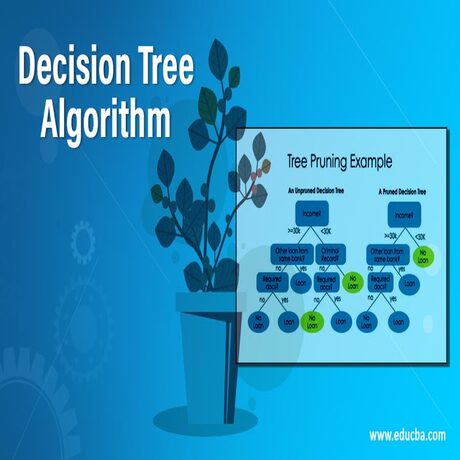 Decision Tree
Algorithm
Tree Pruning Example
An Unpruned Decision Tree
A Pruned Decision Tree
Income?
Income?
>=30k
<30K
>=30k
<30K
Other loan from
same bank?
Criminal
Record?
Other loan from
same bank?
No
Loan
no
yes
no
yes
no
yes
Required
docs?
Loan
Required
docs?
No
Loan
Required
docs?
Loan
no
yes
no
yes
no
yes
No
Loan
Loan
No
Loan
Loan
No
Loan
Loan
www.educba.com